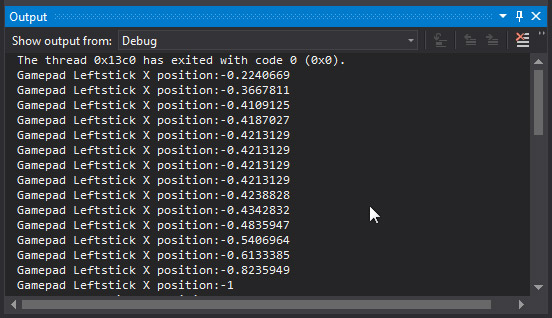 Output
Show output from: Debug
The thread 0x13c0 has exited with code 0 (0x0).
Gamepad Leftstick X position:-0.2240669
Gamepad Leftstick X position:-0.3667811
Gamepad Leftstick X position:-0.4109125
Gamepad Leftstick X position:-0.4187027
Gamepad Leftstick X position:-0.4213129
Gamepad Leftstick X position:-0.4213129
Gamepad Leftstick X position:-0.4213129
Gamepad Leftstick X position:-0.4213129
Gamepad Leftstick X position:-0.4238828
Gamepad Leftstick X position:-0.4342832
Gamepad Leftstick X position:-0.4835947
Gamepad Leftstick X position:-0.5406964
Gamepad Leftstick X position:-0.6133385
Gamepad Leftstick X position:-0.8235949
Gamepad Leftstick X position:-1